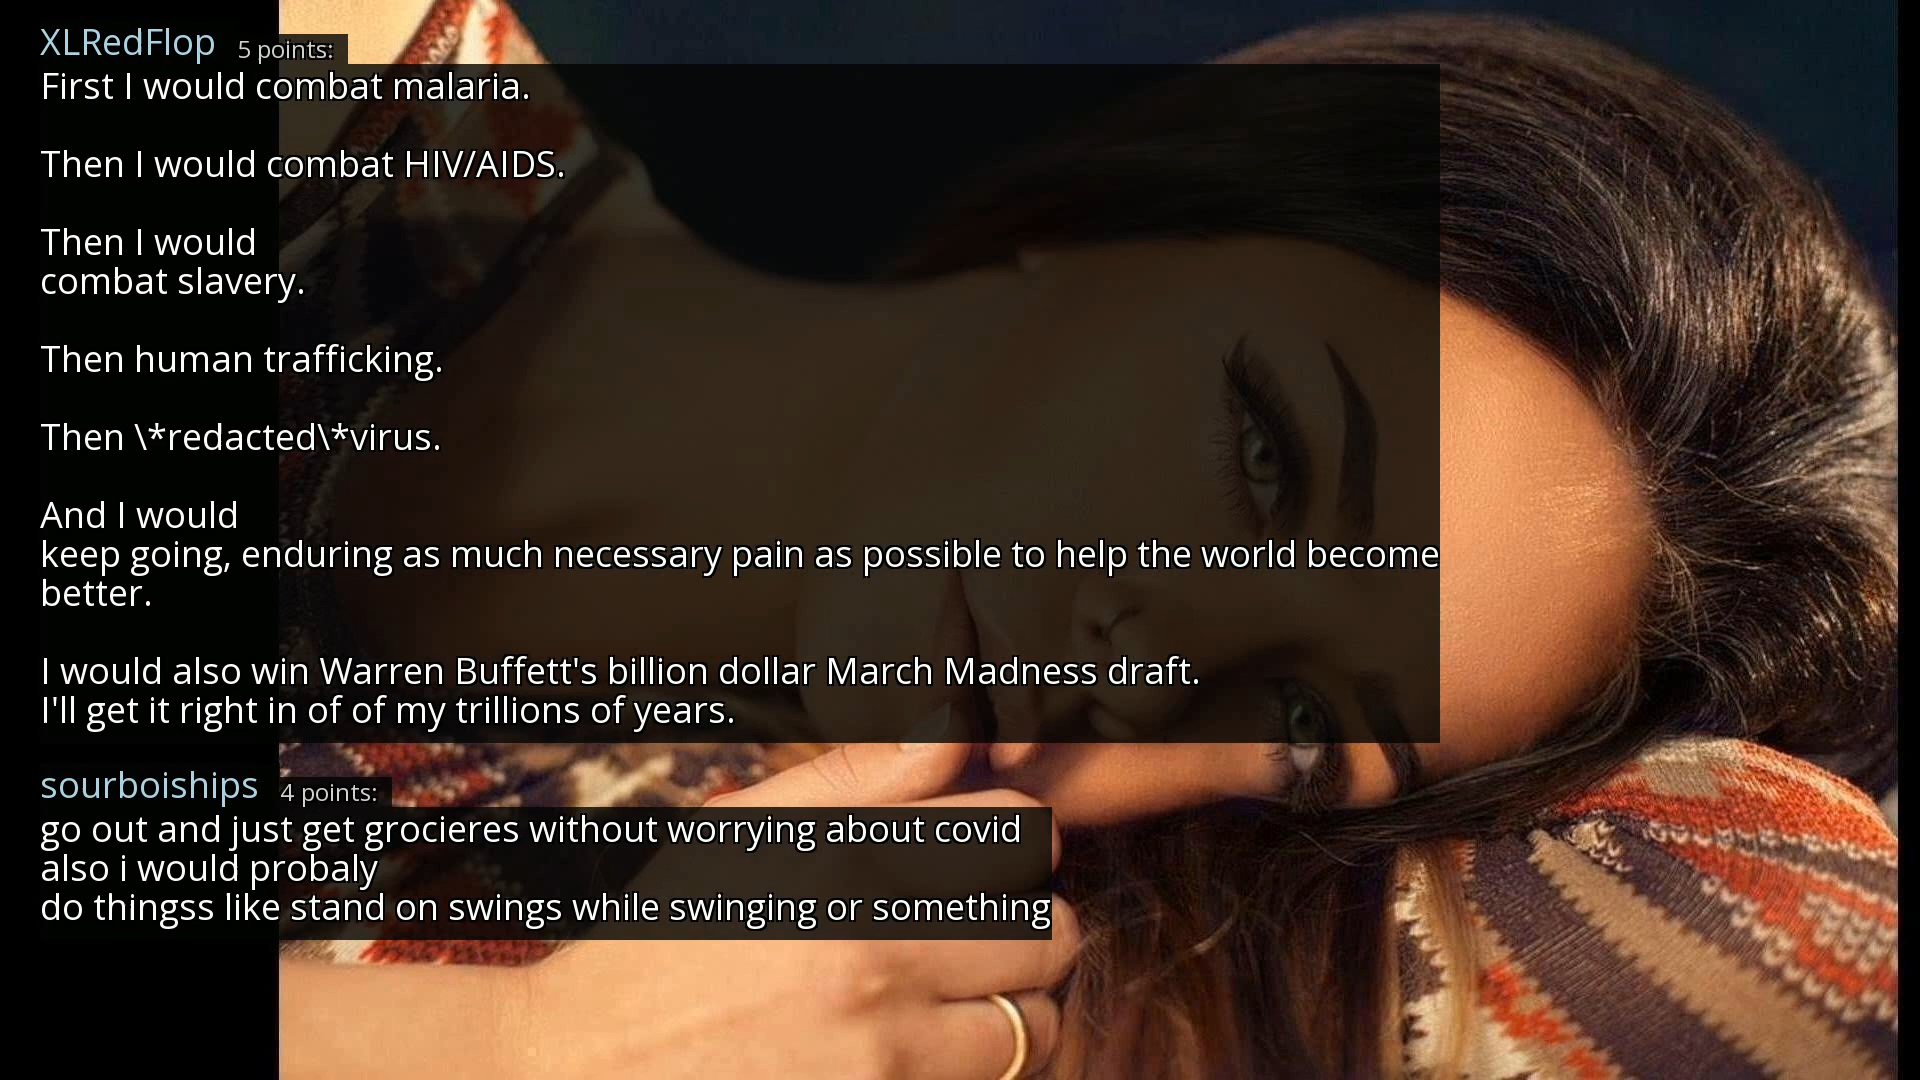 XLRedFlop 5 points:
First I would combat malaria.
Then I would combat HIV/AIDS.
Then I would
combat slavery.
Then human trafficking.
Then \*redacted\*virus.
And I would
keep going, enduring as much necessary pain as possible to help the world become
better.
I would also win Warren Buffett's billion dollar March Madness draft.
I'll get it right in of of my trillions of years.
sourboiships 4 points:
go out and just get grocieres without worrying about covid
also i would probaly
do thingss like stand on swings while swinging or something